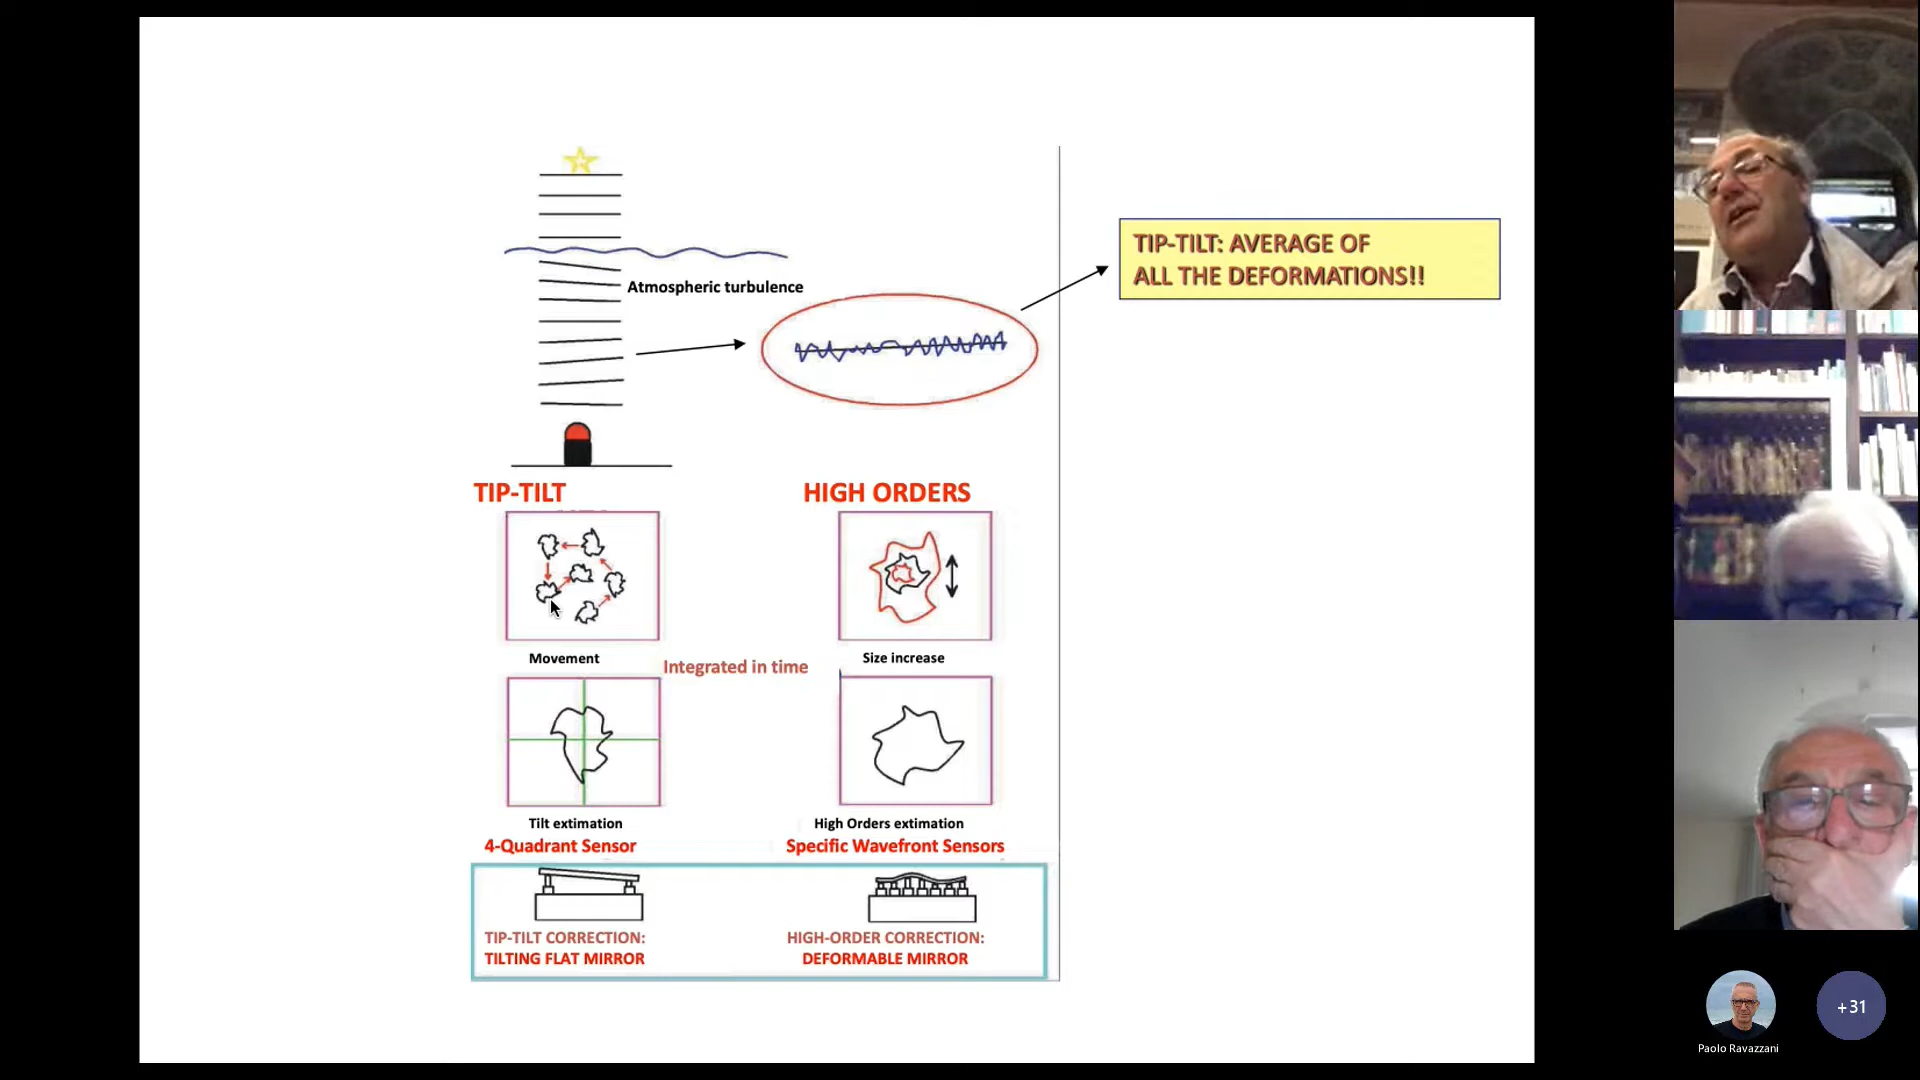 Atmospheric turbulence
TIP-TILT: AVERAGE OF
ALL THE DEFORMATIONS!!
TIP-TILT
HIGH ORDERS
Movement
Integrated in time
Size increase
Tilt extimation
4-Quadrant Sensor
High Orders extimation
Specific Wavefront Sensors
TIP-TILT CORRECTION:
TILTING FLAT MIRROR
HIGH-ORDER CORRECTION:
DEFORMABLE MIRROR
+31
Paolo Ravazzani